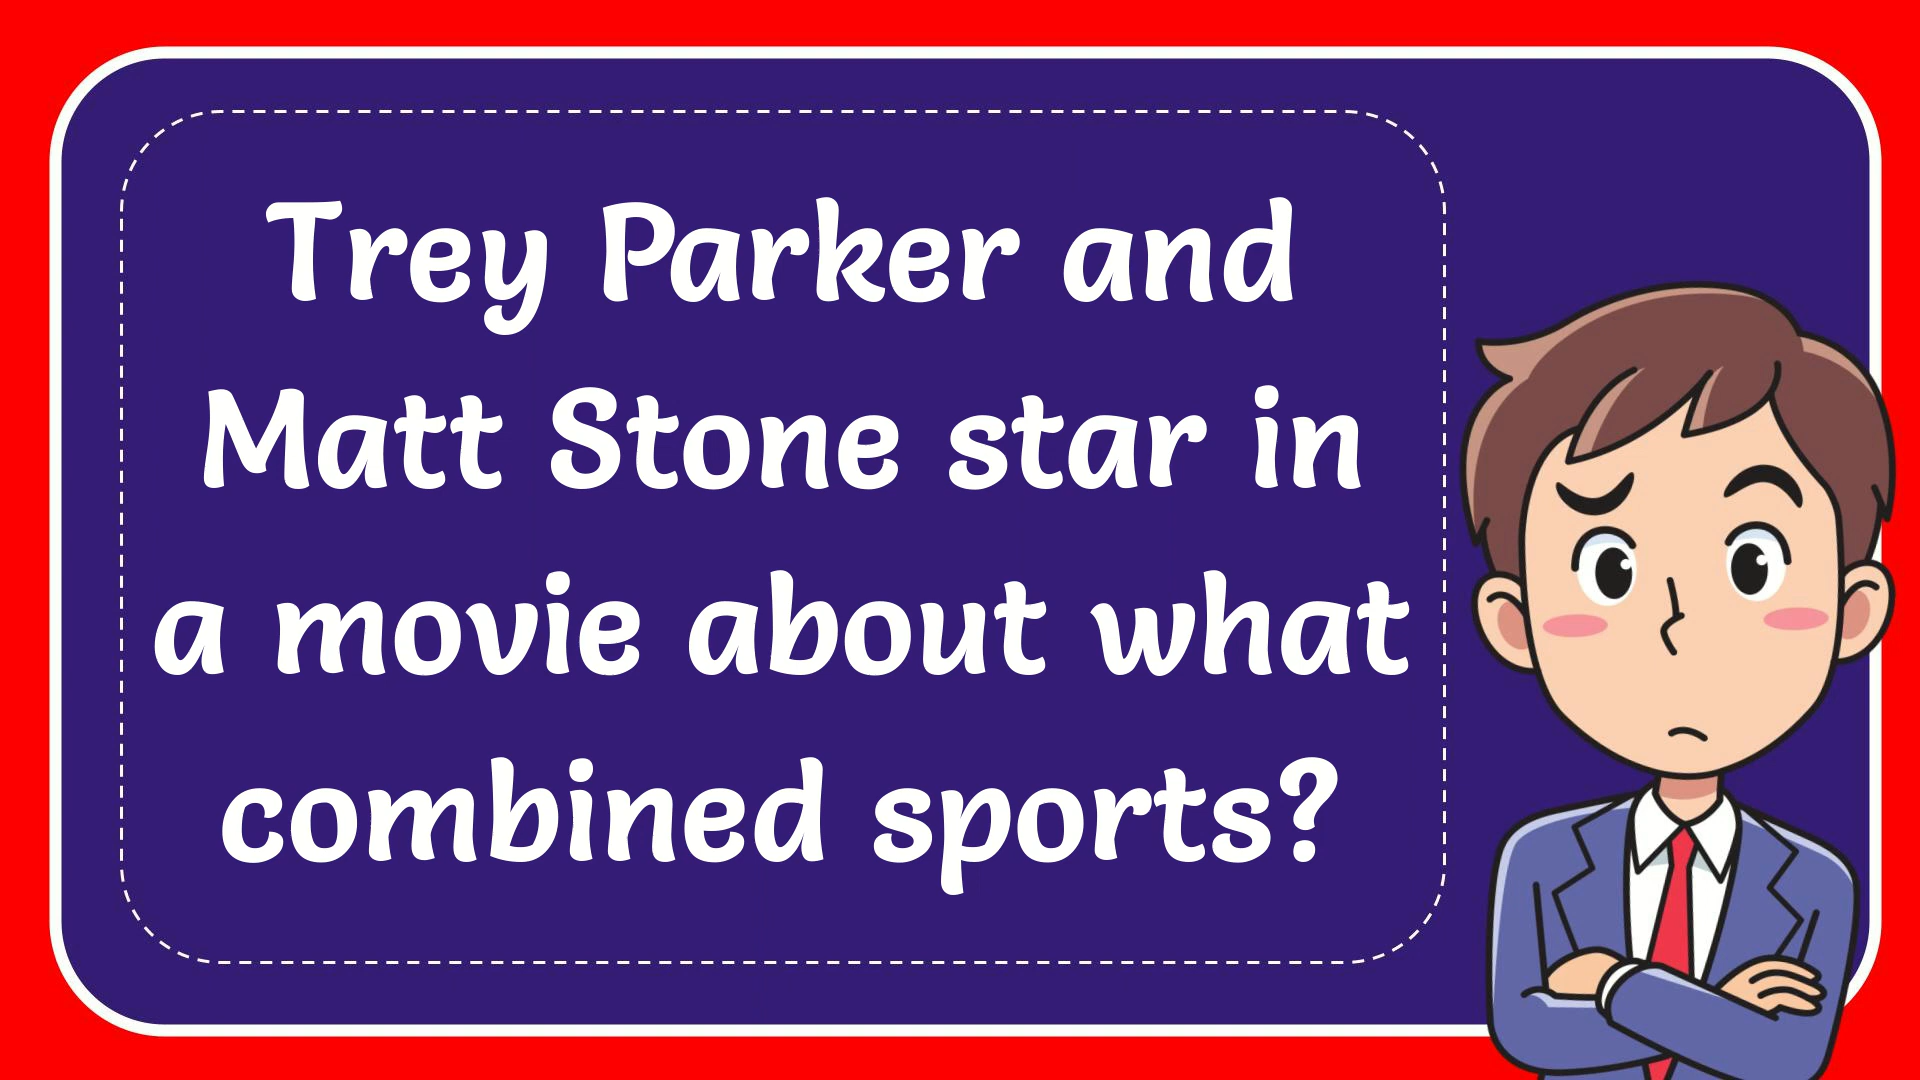 Trey Parker and
Matt Stone star in
a movie about what
combined sports?